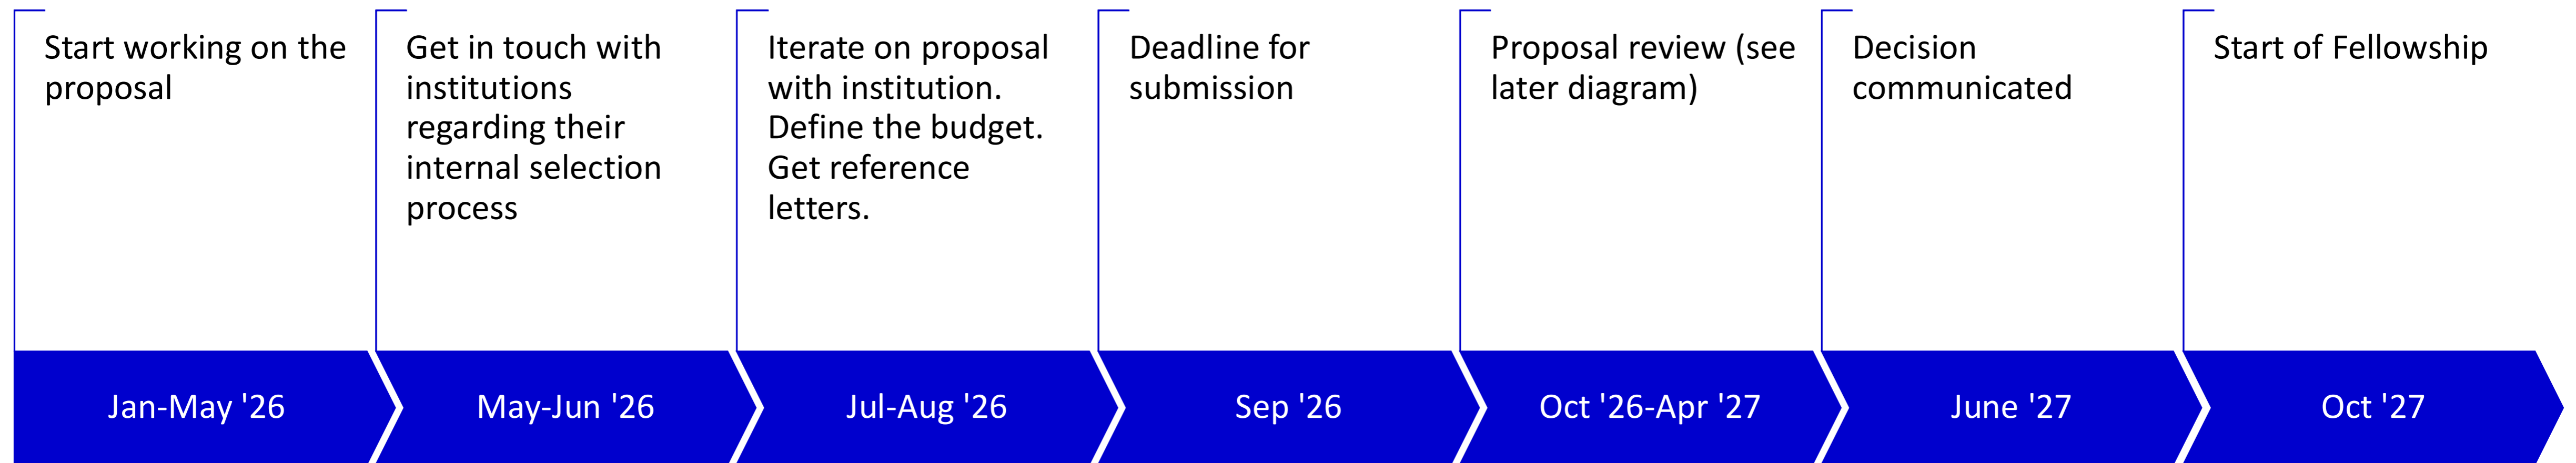 Start working on the
proposal
Get in touch with
institutions
regarding their
internal selection
process
Iterate on proposal
with institution.
Define the budget.
Get reference
letters.
Deadline for
submission
Proposal review (see
later diagram)
Decision
communicated
Start of Fellowship
Jan-May '26
May-Jun '26
Jul-Aug '26
Sep '26
Oct '26-Apr '27
June '27
Oct '27